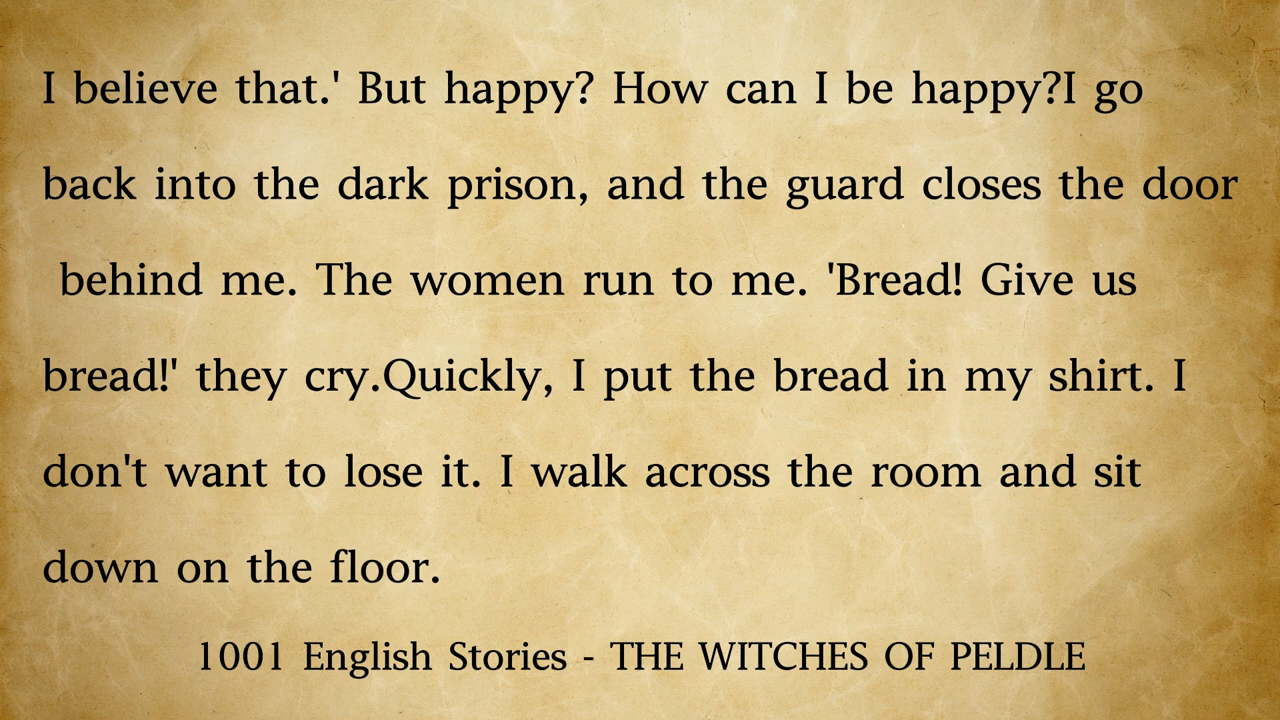 I believe that.' But happy? How can I be happy?I go
back into the dark prison, and the guard closes the door
behind me. The women run to me. 'Bread! Give us
bread!' they cry.Quickly, I put the bread in my shirt. I
don't want to lose it. I walk across the room and sit
down on the floor.
1001 English Stories - THE WITCHES OF PELDLE